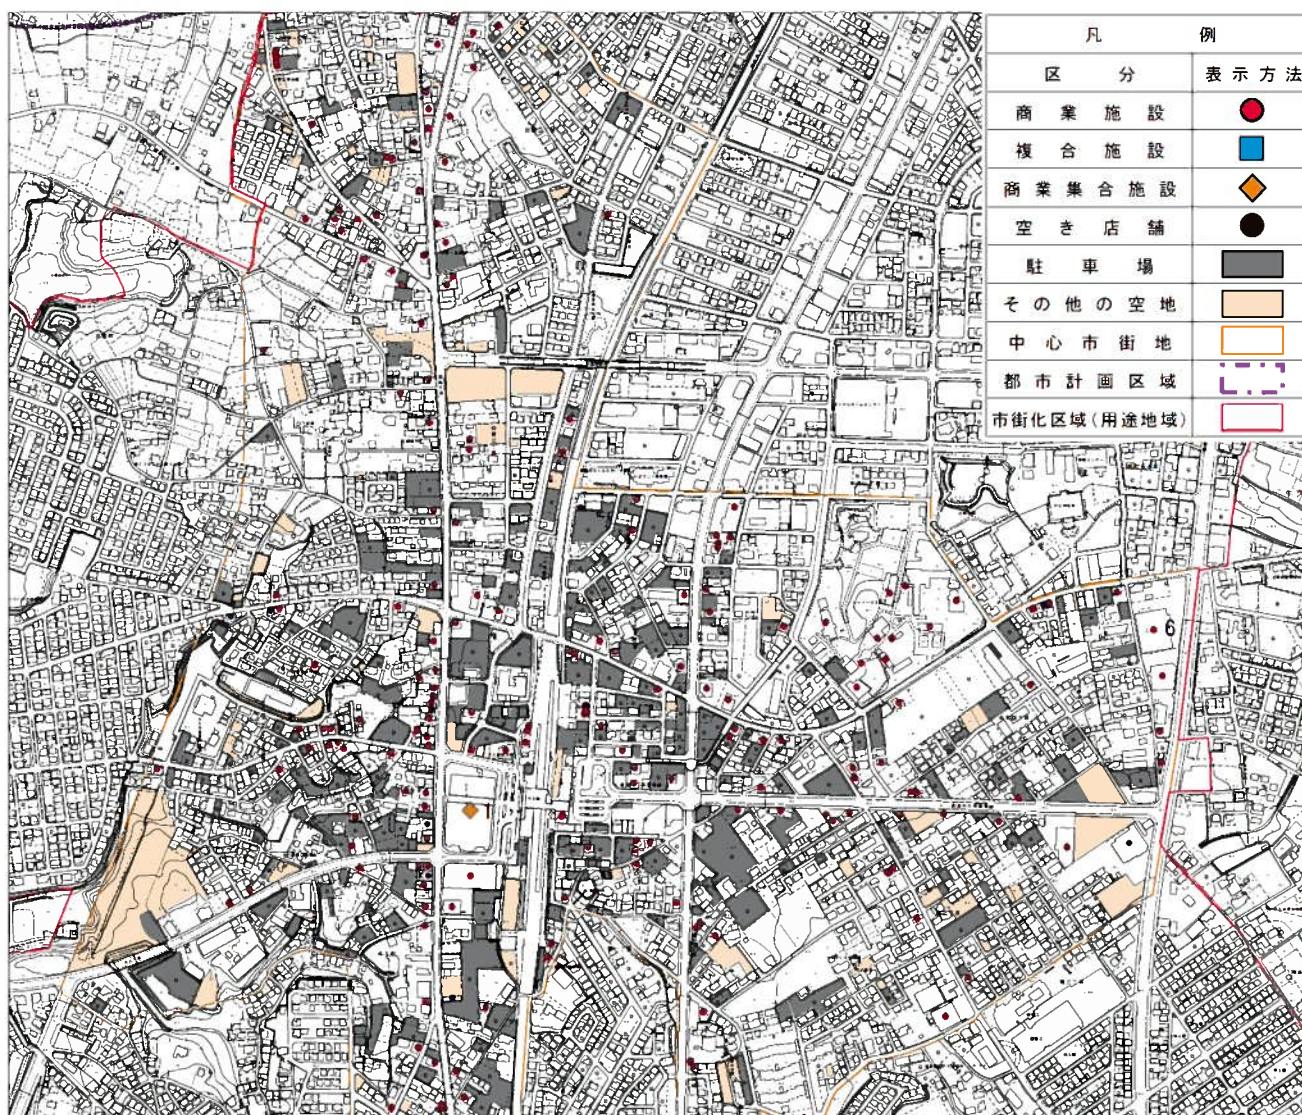 凡例
区分 表示方法
商業施設
複合施設
商業集合施設
空き店舗
駐車場
その他の空地
中心市街地
都市計画区域
市街化区域(用途地域)
6